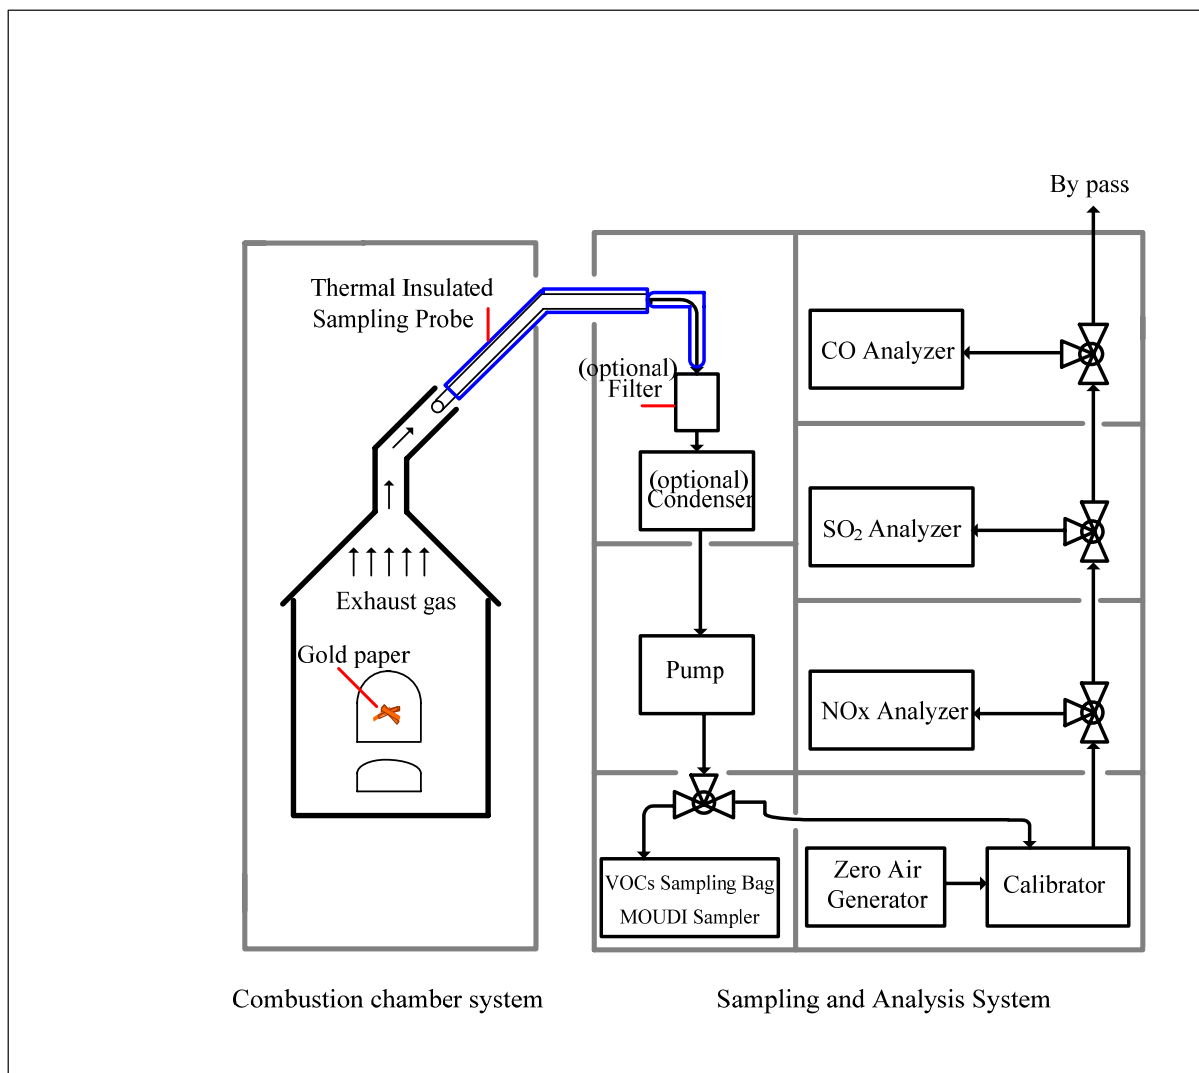 By pass
Thermal Insulated
Sampling Probe
(optional)
Filter
(optional)
Condenser
CO Analyzer
SO₂ Analyzer
Exhaust gas
Gold paper
Pump
NOx Analyzer
VOCs Sampling Bag
MOUDI Sampler
Zero Air
Generator
Calibrator
Combustion chamber system
Sampling and Analysis System